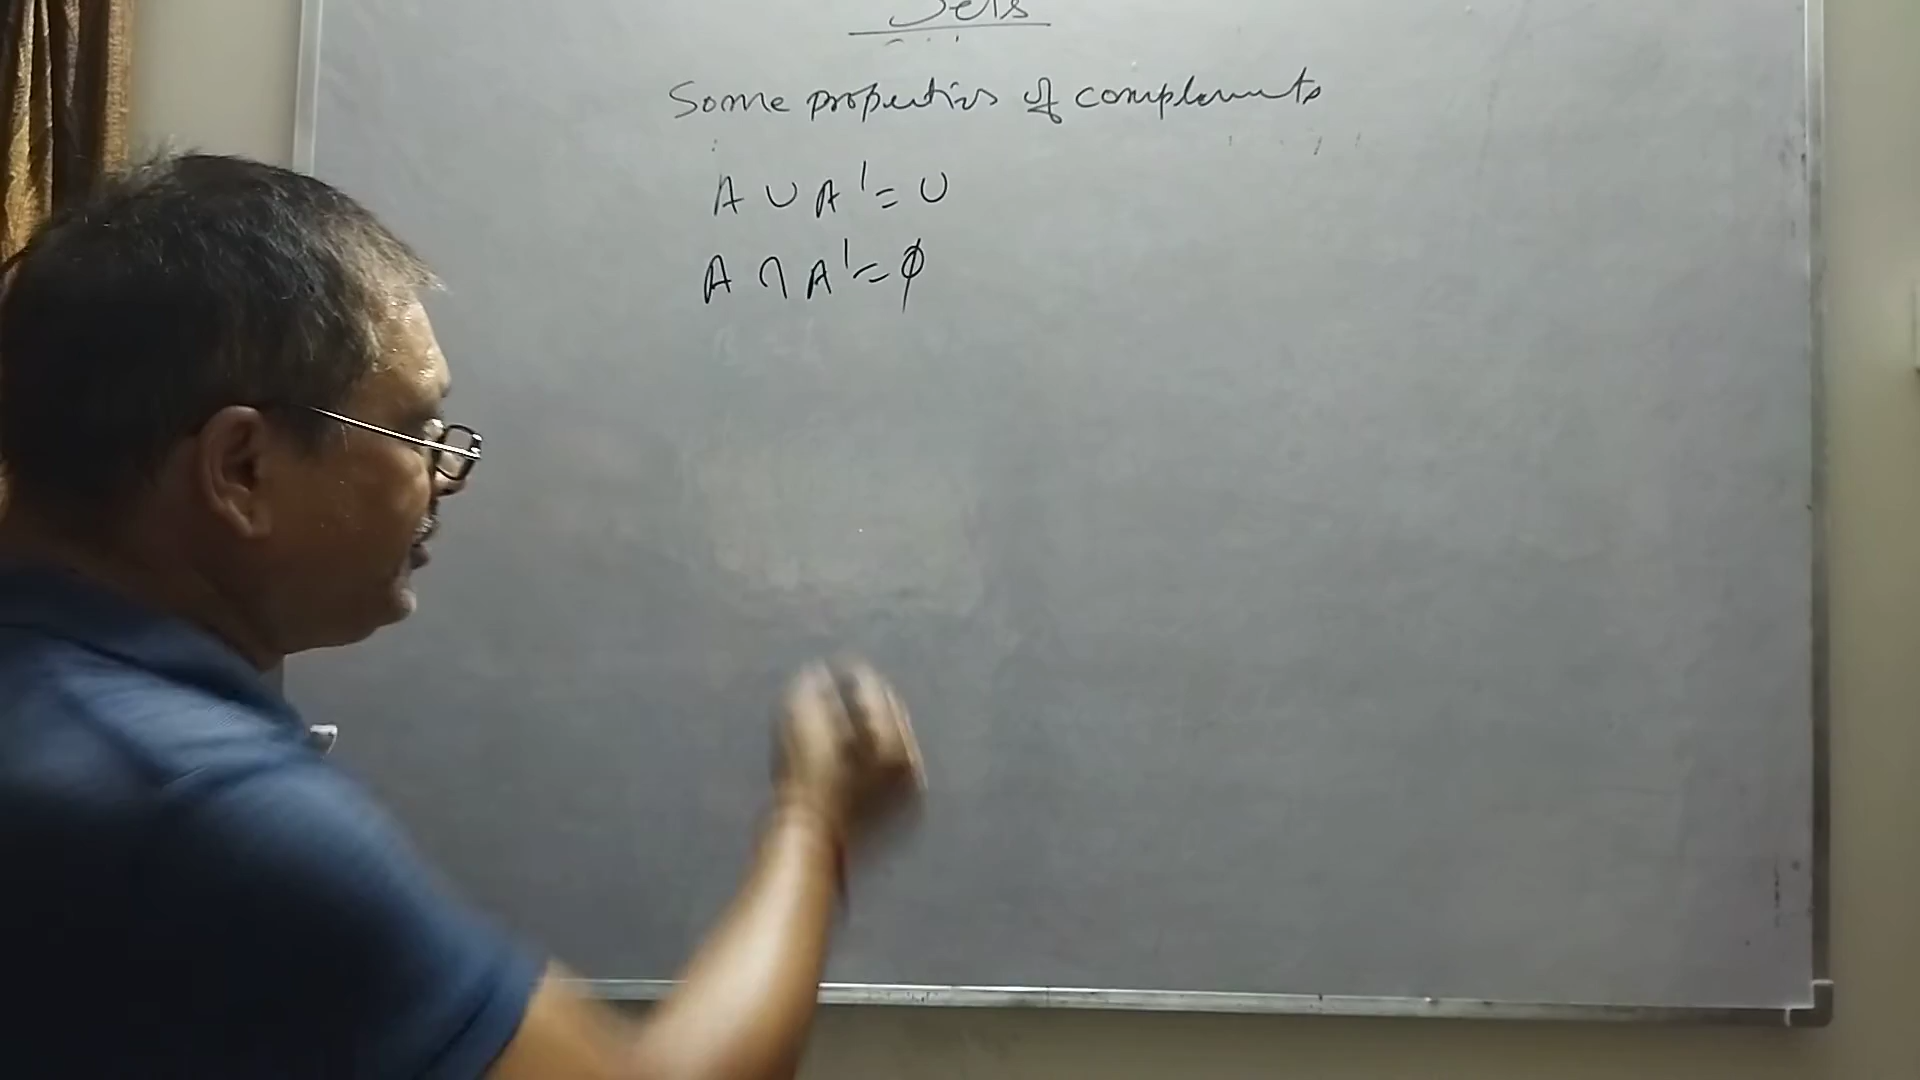 Sets
Some properties of complements
A ∪ A' = U
A ∩ A' = ϕ